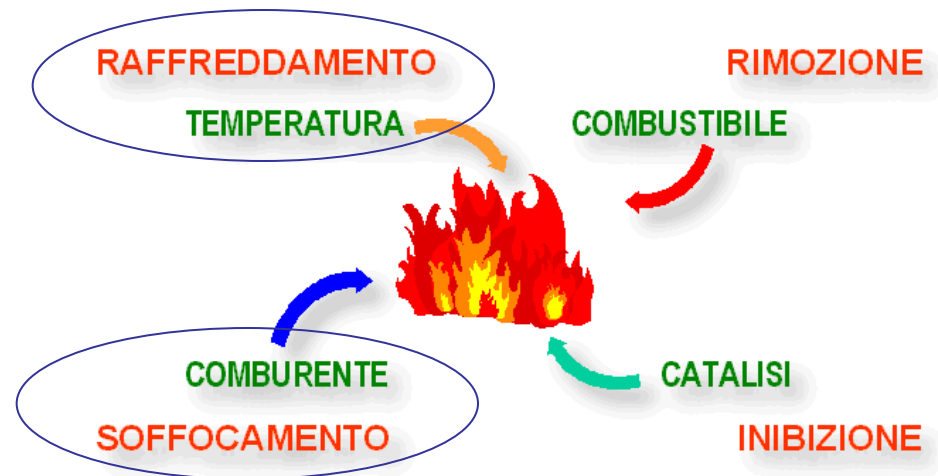 RAFFREDDAMENTO
RIMOZIONE
TEMPERATURA
COMBUSTIBILE
COMBURENTE
CATALISI
SOFFOCAMENTO
INIBIZIONE